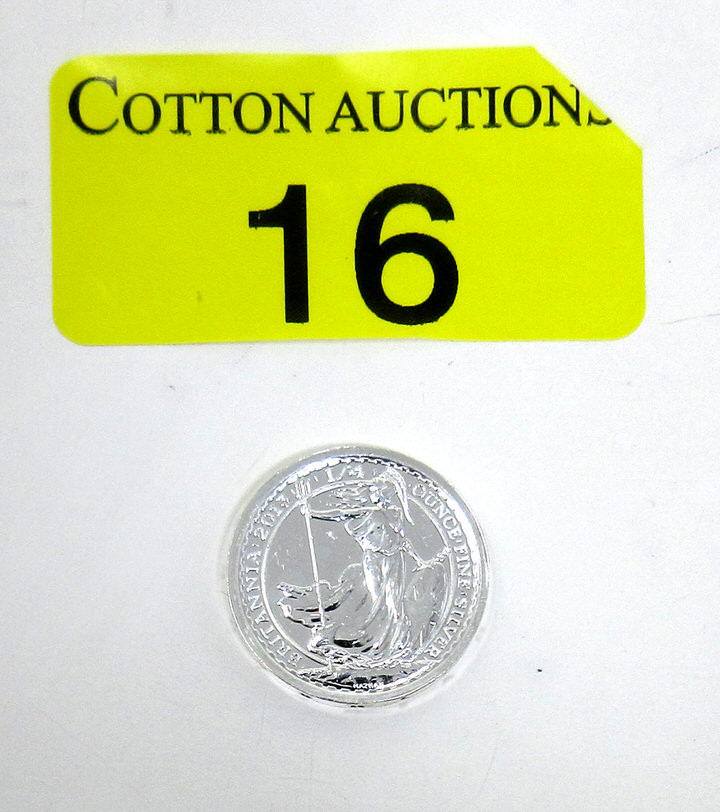 COTTON AUCTIONS
16
BRITANNIA · 2013 · 1/4 OUNCE · FINE · SILVER